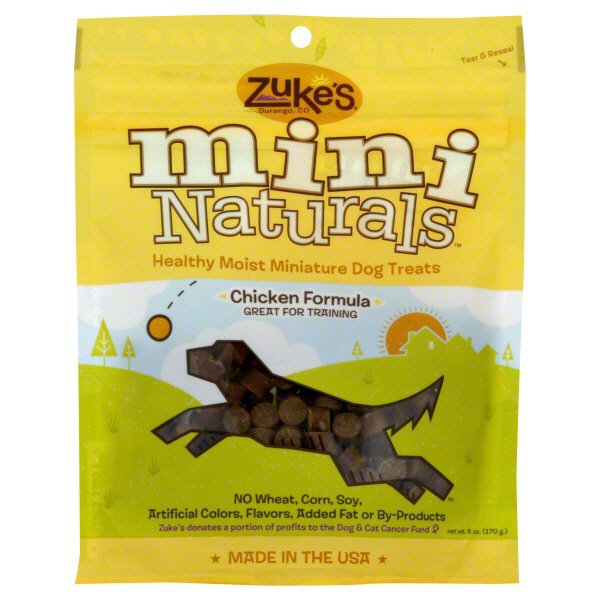 Tear & Reseal
Zuke's
Durango, CO
mini
Naturals™
Healthy Moist Miniature Dog Treats
Chicken Formula
GREAT FOR TRAINING
NO Wheat, Corn, Soy,
Artificial Colors, Flavors, Added Fat or By-Products
Zuke's donates a portion of profits to the Dog & Cat Cancer Fund
net wt. 6 oz. (170 g.)
★ MADE IN THE USA ★